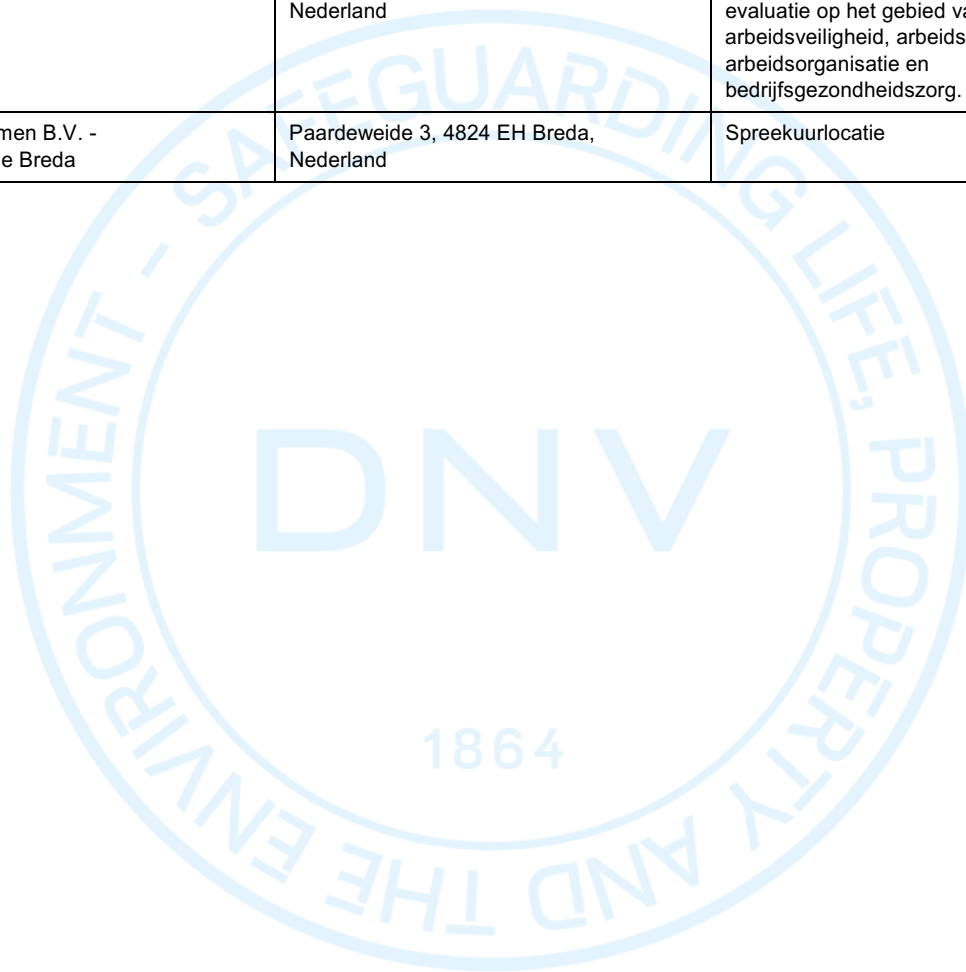 Nederland
evaluatie op het gebied va
arbeidsveiligheid, arbeids
arbeidsorganisatie en
bedrijfsgezondheidszorg.
men B.V. -
e Breda
Paardeweide 3, 4824 EH Breda,
Nederland
Spreekuurlocatie
SAFEGUARDING LIFE, PROPERTY AND THE ENVIRONMENT -
DNV
1864